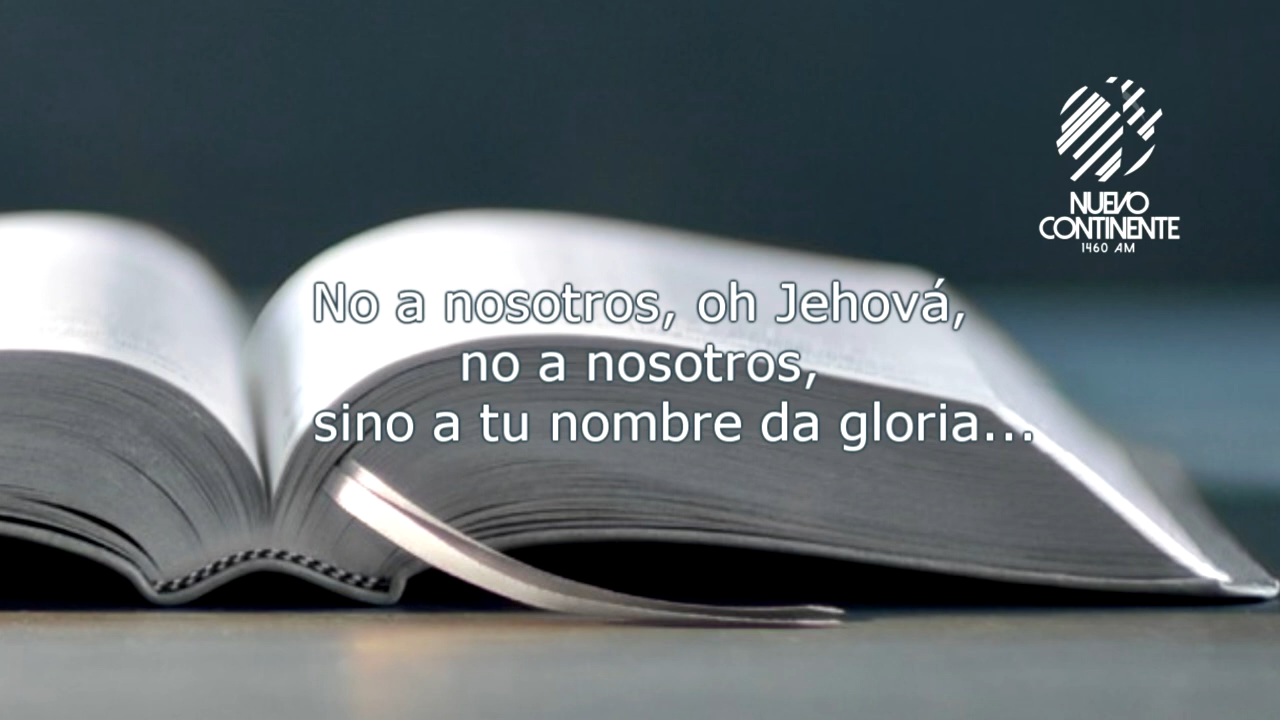 NUEVO
CONTINENTE
1460 AM
No a nosotros, oh Jehová,
no a nosotros,
sino a tu nombre da gloria...